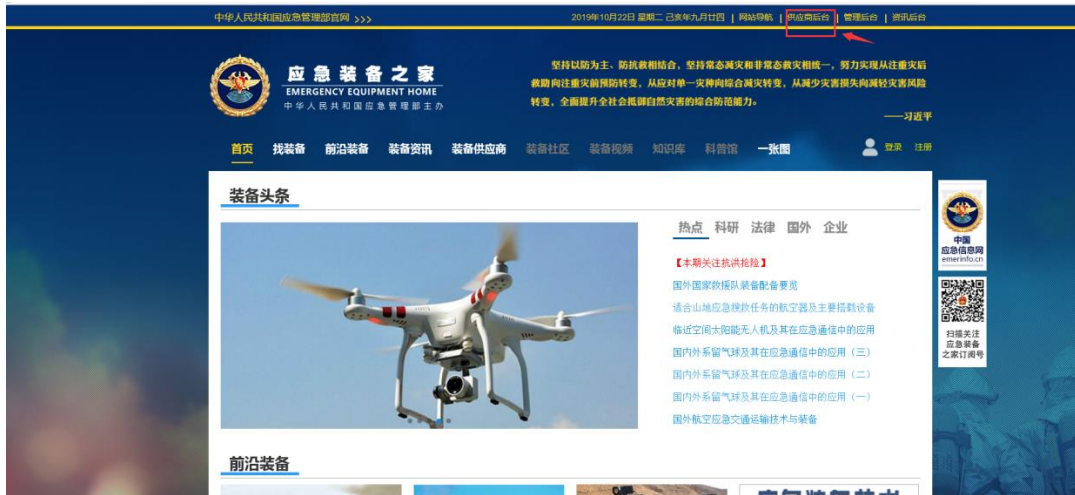 中华人民共和国应急管理部官网 >>>
2019年10月22日 星期二 己亥年九月廿四 | 网站导航 | 供应商后台 | 管理后台 | 资讯后台
应急装备之家
EMERGENCY EQUIPMENT HOME
中华人民共和国应急管理部主办
坚持以防为主、防抗救相结合，坚持常态减灾和非常态救灾相统一，努力实现从注重灾后
救助向注重灾前预防转变，从应对单一灾种向综合减灾转变，从减少灾害损失向减轻灾害风险
转变，全面提升全社会抵御自然灾害的综合防范能力。
——习近平
首页 找装备 前沿装备 装备资讯 装备供应商 装备社区 装备视频 知识库 科普馆 一张图 登录 注册
装备头条
热点 科研 法律 国外 企业
【本期关注抗洪抢险】
国外国家救援队装备配备要览
适合山地应急搜救任务的航空器及主要搭载设备
临近空间太阳能无人机及其在应急通信中的应用
国内外系留气球及其在应急通信中的应用（三）
国内外系留气球及其在应急通信中的应用（二）
国内外系留气球及其在应急通信中的应用（一）
国外航空应急交通运输技术与装备
中国
应急信息网
emerinfo.cn
扫描关注
应急装备
之家订阅号
前沿装备